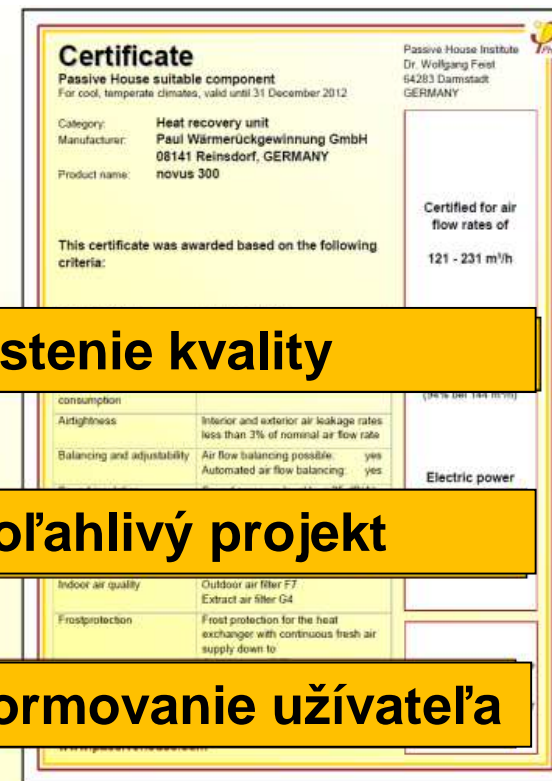 Certificate
Passive House suitable component
For cool, temperate climates, valid until 31 December 2012
Passive House Institute
Dr. Wolfgang Feist
64283 Darmstadt
GERMANY
Category: Heat recovery unit
Manufacturer: Paul Wärmerückgewinnung GmbH
08141 Reinsdorf, GERMANY
Product name: novus 300
This certificate was awarded based on the following
criteria:
Certified for air
flow rates of
121 - 231 m³/h
stenie kvality
consumption
(94% bei 144 m³/h)
Airtightness Interior and exterior air leakage rates
less than 3% of nominal air flow rate
Balancing and adjustability Air flow balancing possible: yes
Automated air flow balancing: yes
Electric power
oľahlivý projekt
Indoor air quality Outdoor air filter F7
Extract air filter G4
Frostprotection Frost protection for the heat
exchanger with continuous fresh air
supply down to
ormovanie užívateľa